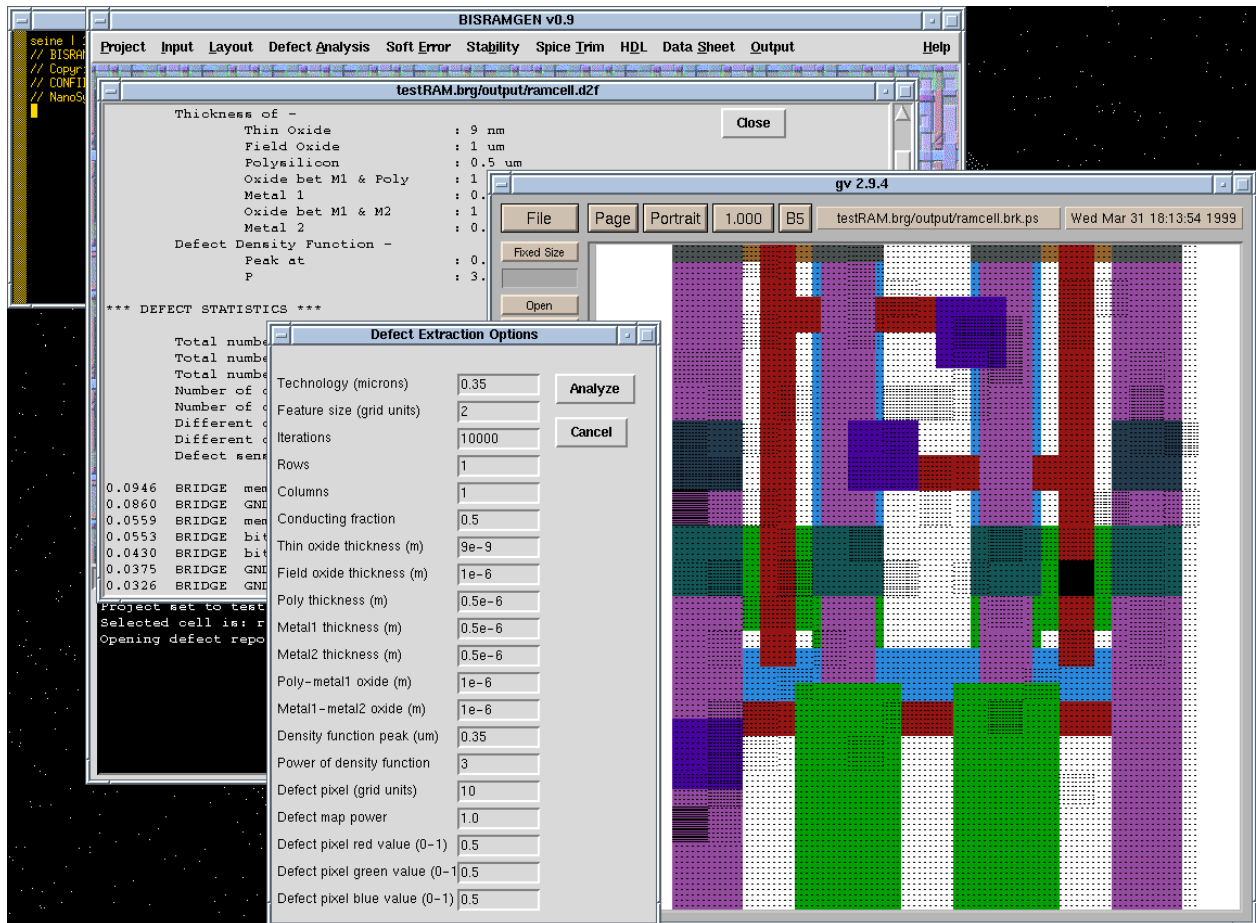 BISRAMGEN v0.9
seine
// BISRA
// Copyri
// CONFI
// NanoSy
Project Input Layout Defect Analysis Soft Error Stability Spice Trim HDL Data Sheet Output Help
testRAM.brg/output/ramcell.d2f
Close
Thickness of -
Thin Oxide : 9 nm
Field Oxide : 1 um
Polysilicon : 0.5 um
Oxide bet M1 & Poly : 1
Metal 1 : 0.
Oxide bet M1 & M2 : 1
Metal 2 : 0.
Defect Density Function -
Peak at : 0.
P : 3.
*** DEFECT STATISTICS ***
Total numbe
Total numbe
Total numbe
Number of
Number of
Different
Different
Defect sen
0.0946 BRIDGE mem
0.0860 BRIDGE GND
0.0559 BRIDGE mem
0.0553 BRIDGE bit
0.0430 BRIDGE bit
0.0375 BRIDGE GND
0.0326 BRIDGE GND
Project set to test
Selected cell is: r
Opening defect repo
gv 2.9.4
File Page Portrait 1.000 B5 testRAM.brg/output/ramcell.brk.ps Wed Mar 31 18:13:54 1999
Fixed Size
Open
Defect Extraction Options
Technology (microns) 0.35
Feature size (grid units) 2
Iterations 10000
Rows 1
Columns 1
Conducting fraction 0.5
Thin oxide thickness (m) 9e-9
Field oxide thickness (m) 1e-6
Poly thickness (m) 0.5e-6
Metal1 thickness (m) 0.5e-6
Metal2 thickness (m) 0.5e-6
Poly-metal1 oxide (m) 1e-6
Metal1-metal2 oxide (m) 1e-6
Density function peak (um) 0.35
Power of density function 3
Defect pixel (grid units) 10
Defect map power 1.0
Defect pixel red value (0-1) 0.5
Defect pixel green value (0-1 0.5
Defect pixel blue value (0-1) 0.5
Analyze
Cancel